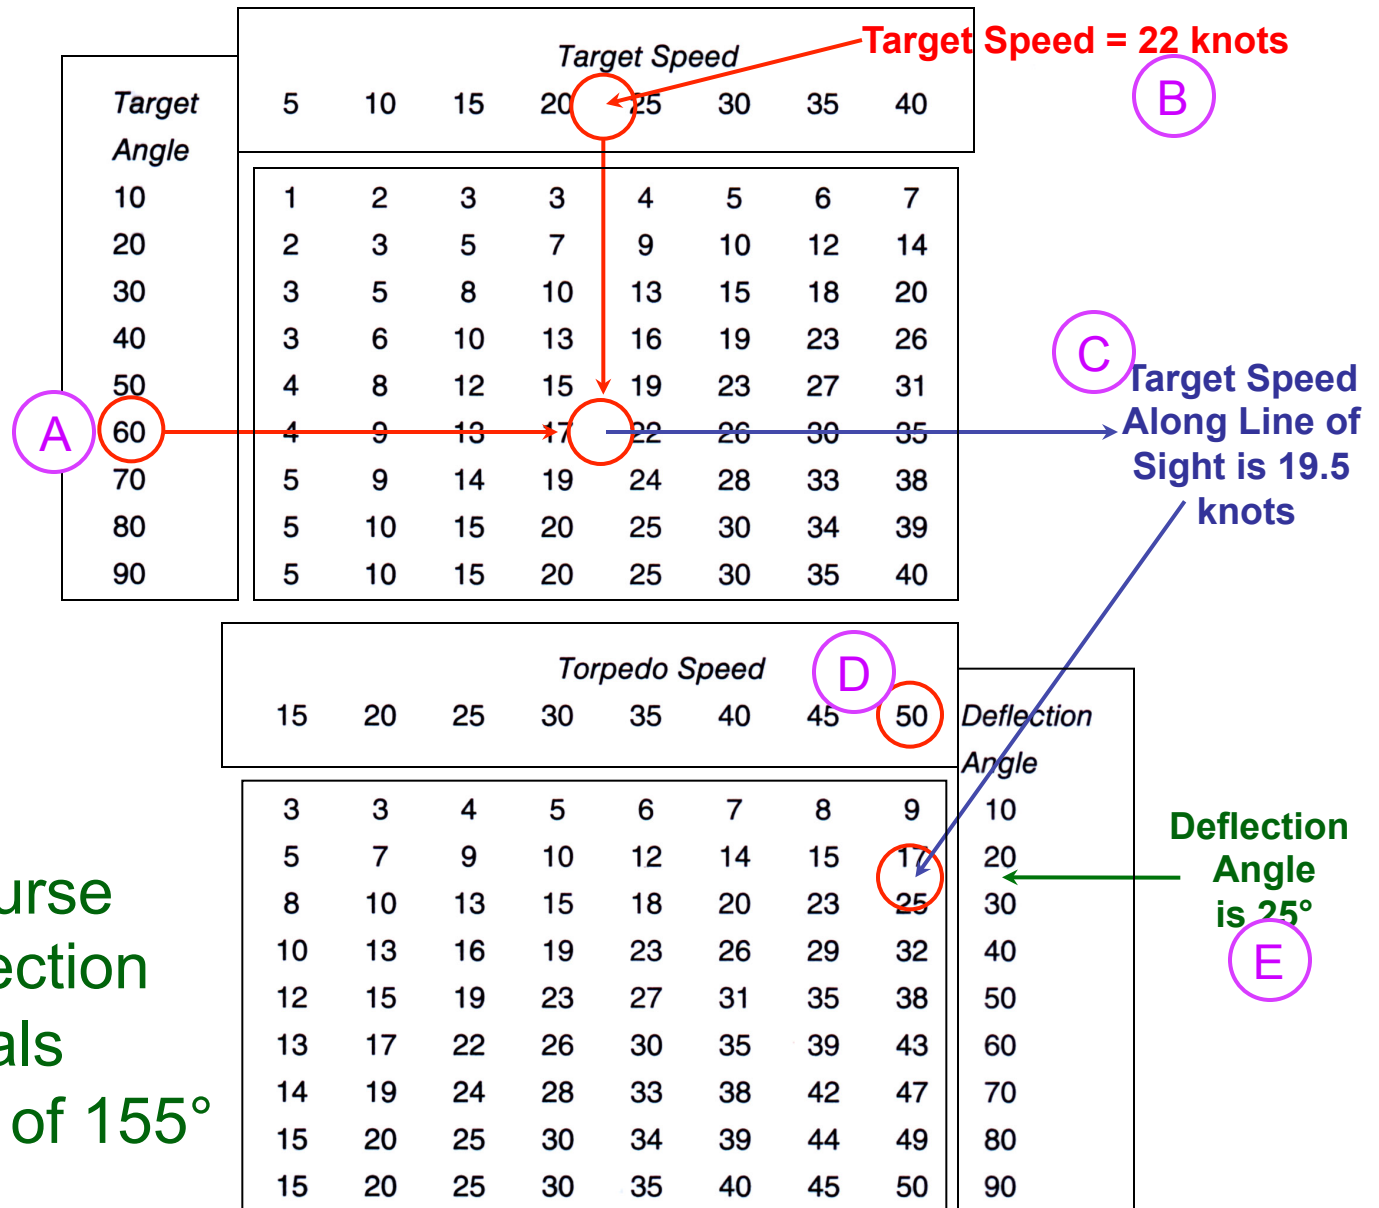 Target Speed = 22 knots
B
Target Speed
5 10 15 20 25 30 35 40
Target
Angle
10 1 2 3 3 4 5 6 7
20 2 3 5 7 9 10 12 14
30 3 5 8 10 13 15 18 20
40 3 6 10 13 16 19 23 26
50 4 8 12 15 19 23 27 31
A
60 4 9 13 17 22 26 30 35
70 5 9 14 19 24 28 33 38
80 5 10 15 20 25 30 34 39
90 5 10 15 20 25 30 35 40
C
Target Speed
Along Line of
Sight is 19.5
knots
Torpedo Speed
D
15 20 25 30 35 40 45 50
Deflection
Angle
3 3 4 5 6 7 8 9 10
5 7 9 10 12 14 15 17 20
8 10 13 15 18 20 23 25 30
10 13 16 19 23 26 29 32 40
12 15 19 23 27 31 35 38 50
13 17 22 26 30 35 39 43 60
14 19 24 28 33 38 42 47 70
15 20 25 30 34 39 44 49 80
15 20 25 30 35 40 45 50 90
Deflection
Angle
is 25°
E
urse
ection
als
of 155°